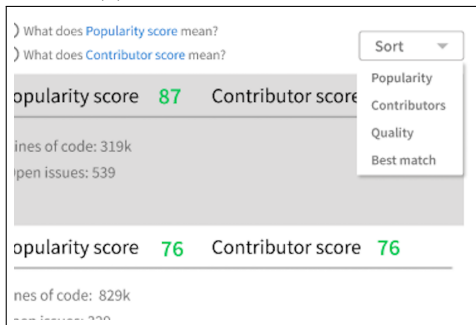 What does Popularity score mean?
What does Contributor score mean?
Sort
Popularity
Contributors
Quality
Best match
opularity score 87 Contributor score
ines of code: 319k
pen issues: 539
opularity score 76 Contributor score 76
nes of code: 829k